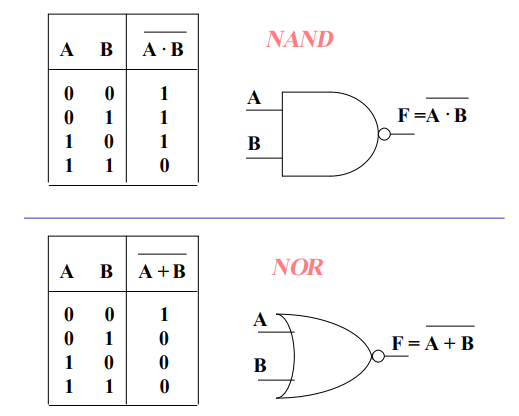 NAND
A B A · B
0 0 1
0 1 1
1 0 1
1 1 0
A
B
F =A · B
NOR
A B A + B
0 0 1
0 1 0
1 0 0
1 1 0
A
B
F = A + B